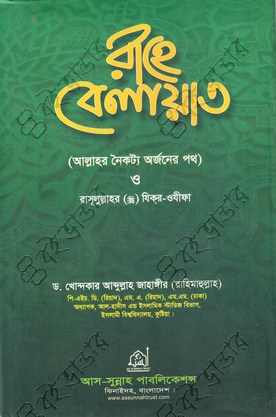 রাহে
বেলায়াত
(আল্লাহর নৈকট্য অর্জনের পথ)
ও
রাসূলুল্লাহর (ﷺ) যিক্‌র-ওযীফা
ড. খোন্দকার আব্দুল্লাহ জাহাঙ্গীর (রাহিমাহুল্লাহ)
পি-এইচ. ডি. (রিয়াদ), এম. এ. (রিয়াদ), এম.এম. (ঢাকা)
অধ্যাপক, আল-হাদীস এন্ড ইসলামিক স্টাডিজ বিভাগ,
ইসলামী বিশ্ববিদ্যালয়, কুষ্টিয়া।
আস-সুন্নাহ পাবলিকেশন্স
ঝিনাইদহ, বাংলাদেশ।
www.assunnahtrust.com